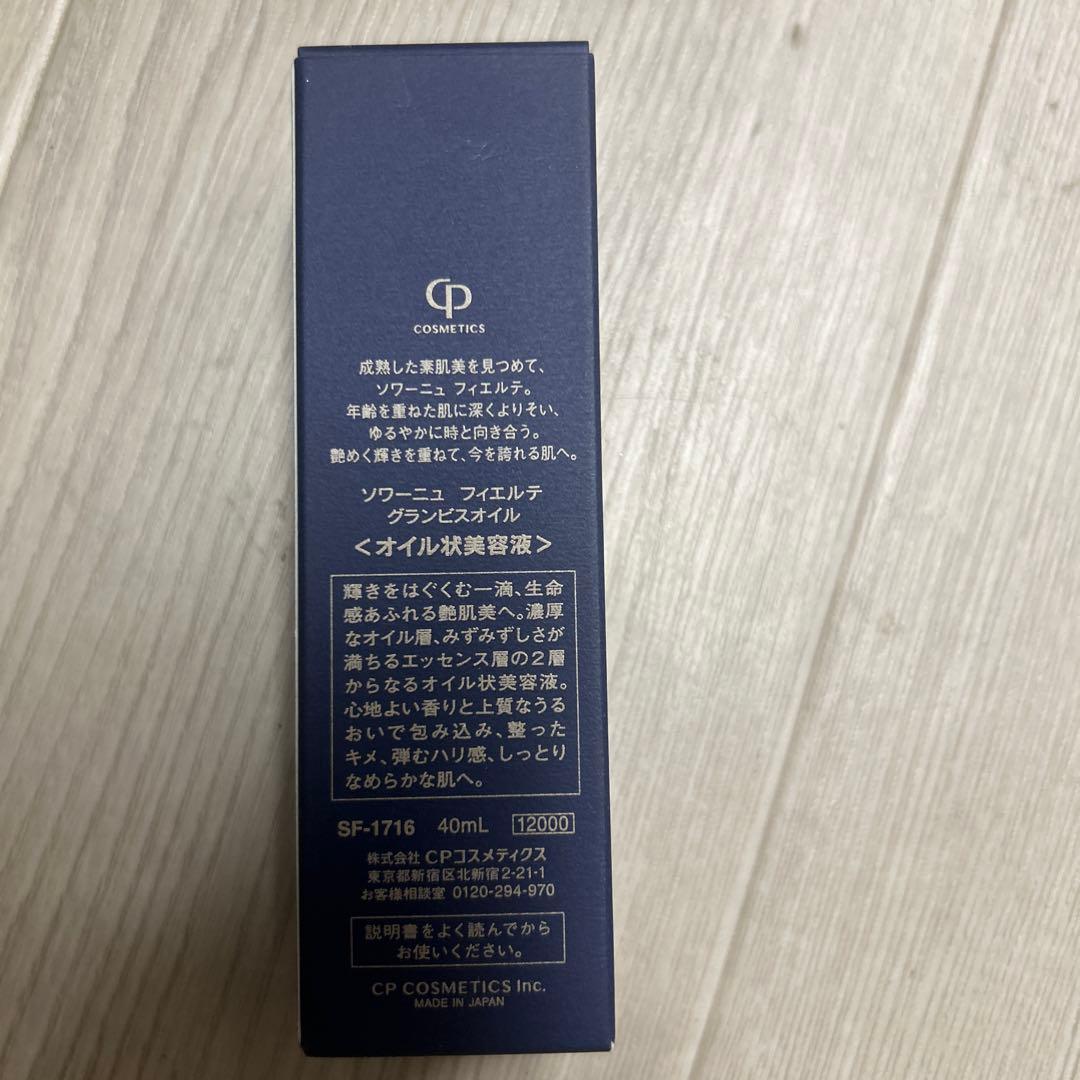 CP
COSMETICS
成熟した素肌美を見つめて、
ソワーニュ フィエルテ。
年齢を重ねた肌に深くよりそい、
ゆるやかに時と向き合う。
艶めく輝きを重ねて、今を誇れる肌へ。
ソワーニュ フィエルテ
グランビスオイル
＜オイル状美容液＞
輝きをはぐくむ一滴、生命
感あふれる艶肌美へ。濃厚
なオイル層、みずみずしさが
満ちるエッセンス層の2層
からなるオイル状美容液。
心地よい香りと上質なうる
おいで包み込み、整った
キメ、弾むハリ感、しっとり
なめらかな肌へ。
SF-1716 40mL 12000
株式会社 CPコスメティクス
東京都新宿区北新宿2-21-1
お客様相談室 0120-294-970
説明書をよく読んでから
お使いください。
CP COSMETICS Inc.
MADE IN JAPAN